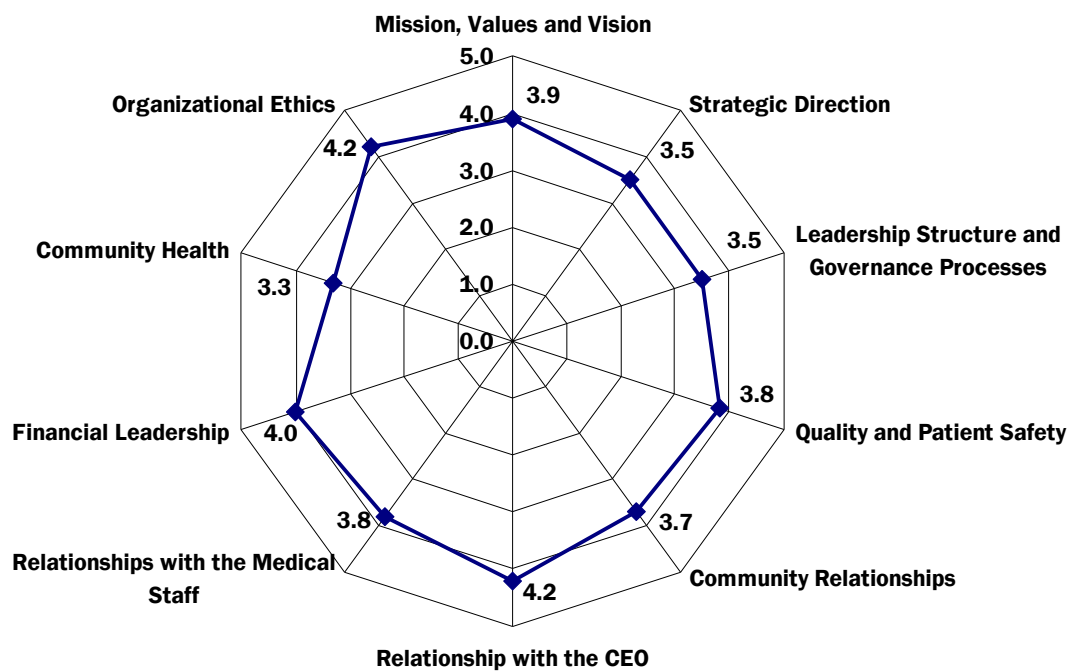 Mission, Values and Vision
5.0
Organizational Ethics
Strategic Direction
3.9
4.0
4.2
3.5
3.0
Community Health
3.5
Leadership Structure and
Governance Processes
2.0
3.3
1.0
0.0
3.8
Financial Leadership
4.0
Quality and Patient Safety
3.8
3.7
Relationships with the Medical
Staff
Community Relationships
4.2
Relationship with the CEO